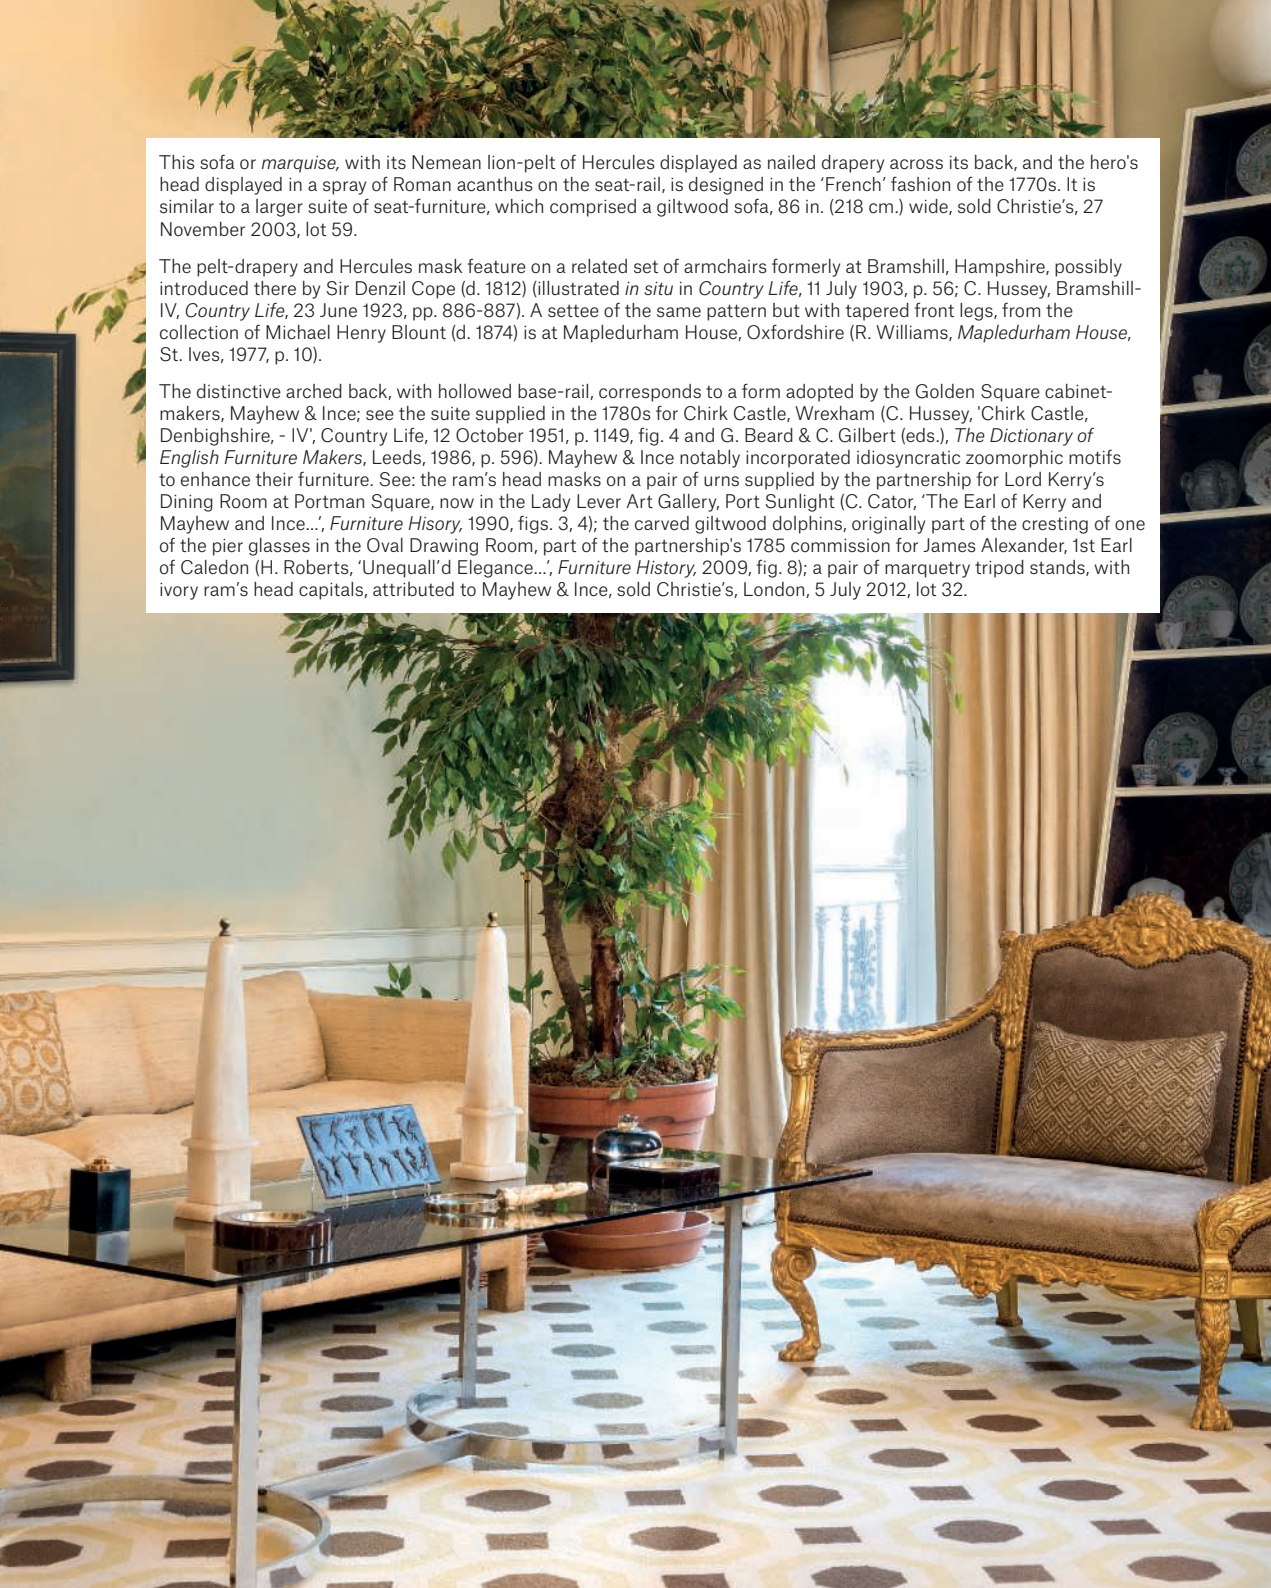 This sofa or marquise, with its Nemean lion-pelt of Hercules displayed as nailed drapery across its back, and the hero's
head displayed in a spray of Roman acanthus on the seat-rail, is designed in the ‘French’ fashion of the 1770s. It is
similar to a larger suite of seat-furniture, which comprised a giltwood sofa, 86 in. (218 cm.) wide, sold Christie’s, 27
November 2003, lot 59.
The pelt-drapery and Hercules mask feature on a related set of armchairs formerly at Bramshill, Hampshire, possibly
introduced there by Sir Denzil Cope (d. 1812) (illustrated in situ in Country Life, 11 July 1903, p. 56; C. Hussey, Bramshill-
IV, Country Life, 23 June 1923, pp. 886-887). A settee of the same pattern but with tapered front legs, from the
collection of Michael Henry Blount (d. 1874) is at Mapledurham House, Oxfordshire (R. Williams, Mapledurham House,
St. Ives, 1977, p. 10).
The distinctive arched back, with hollowed base-rail, corresponds to a form adopted by the Golden Square cabinet-
makers, Mayhew & Ince; see the suite supplied in the 1780s for Chirk Castle, Wrexham (C. Hussey, 'Chirk Castle,
Denbighshire, - IV', Country Life, 12 October 1951, p. 1149, fig. 4 and G. Beard & C. Gilbert (eds.), The Dictionary of
English Furniture Makers, Leeds, 1986, p. 596). Mayhew & Ince notably incorporated idiosyncratic zoomorphic motifs
to enhance their furniture. See: the ram’s head masks on a pair of urns supplied by the partnership for Lord Kerry’s
Dining Room at Portman Square, now in the Lady Lever Art Gallery, Port Sunlight (C. Cator, ‘The Earl of Kerry and
Mayhew and Ince...’, Furniture Hisory, 1990, figs. 3, 4); the carved giltwood dolphins, originally part of the cresting of one
of the pier glasses in the Oval Drawing Room, part of the partnership's 1785 commission for James Alexander, 1st Earl
of Caledon (H. Roberts, ‘Unequall’d Elegance...’, Furniture History, 2009, fig. 8); a pair of marquetry tripod stands, with
ivory ram’s head capitals, attributed to Mayhew & Ince, sold Christie’s, London, 5 July 2012, lot 32.